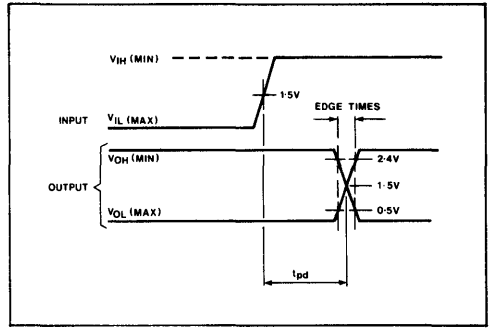 VIH (MIN)
1·5V
EDGE TIMES
INPUT
VIL (MAX)
VOH (MIN)
2·4V
OUTPUT
1·5V
VOL (MAX)
0·5V
tpd